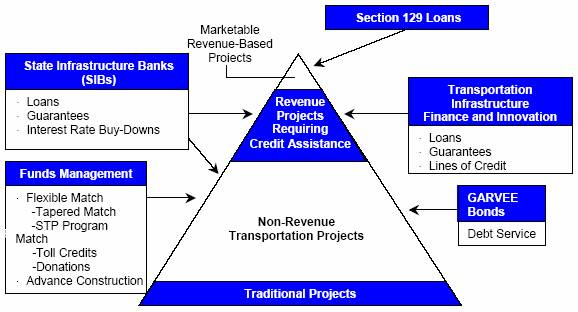 Section 129 Loans
Marketable
Revenue-Based
Projects
State Infrastructure Banks
(SIBs)
· Loans
· Guarantees
· Interest Rate Buy-Downs
Revenue
Projects
Requiring
Credit Assistance
Transportation
Infrastructure
Finance and Innovation
· Loans
· Guarantees
· Lines of Credit
Funds Management
· Flexible Match
-Tapered Match
-STP Program
Match
-Toll Credits
-Donations
· Advance Construction
Non-Revenue
Transportation Projects
GARVEE
Bonds
Debt Service
Traditional Projects